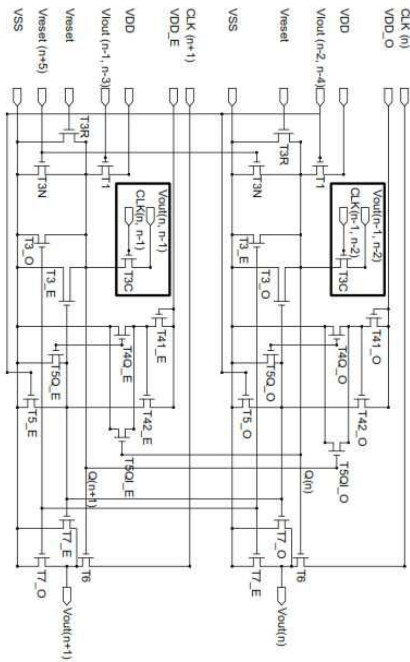 VSS
Vreset (n+5)
Vreset
Vlout (n-1, n-3)
VDD
VDD_E
CLK (n+1)
VSS
Vreset
Vlout (n-2, n-4)
VDD
VDD_O
CLK (n)
T3R
T3N
T1
T3R
T3N
T1
Vout(n, n-1)
CLK(n, n-1)
T3C
Vout(n-1, n-2)
CLK(n-1, n-2)
T3C
T3_O
T3_E
T3_E
T3_O
T41_E
T4Q_E
T5Q_E
T41_O
T4Q_O
T5Q_O
T5_E
T42_E
T5QI_E
T5_O
T42_O
T5QI_O
Q(n+1)
Q(n)
T7_E
T6
T7_O
T7_O
T6
T7_E
Vout(n+1)
Vout(n)